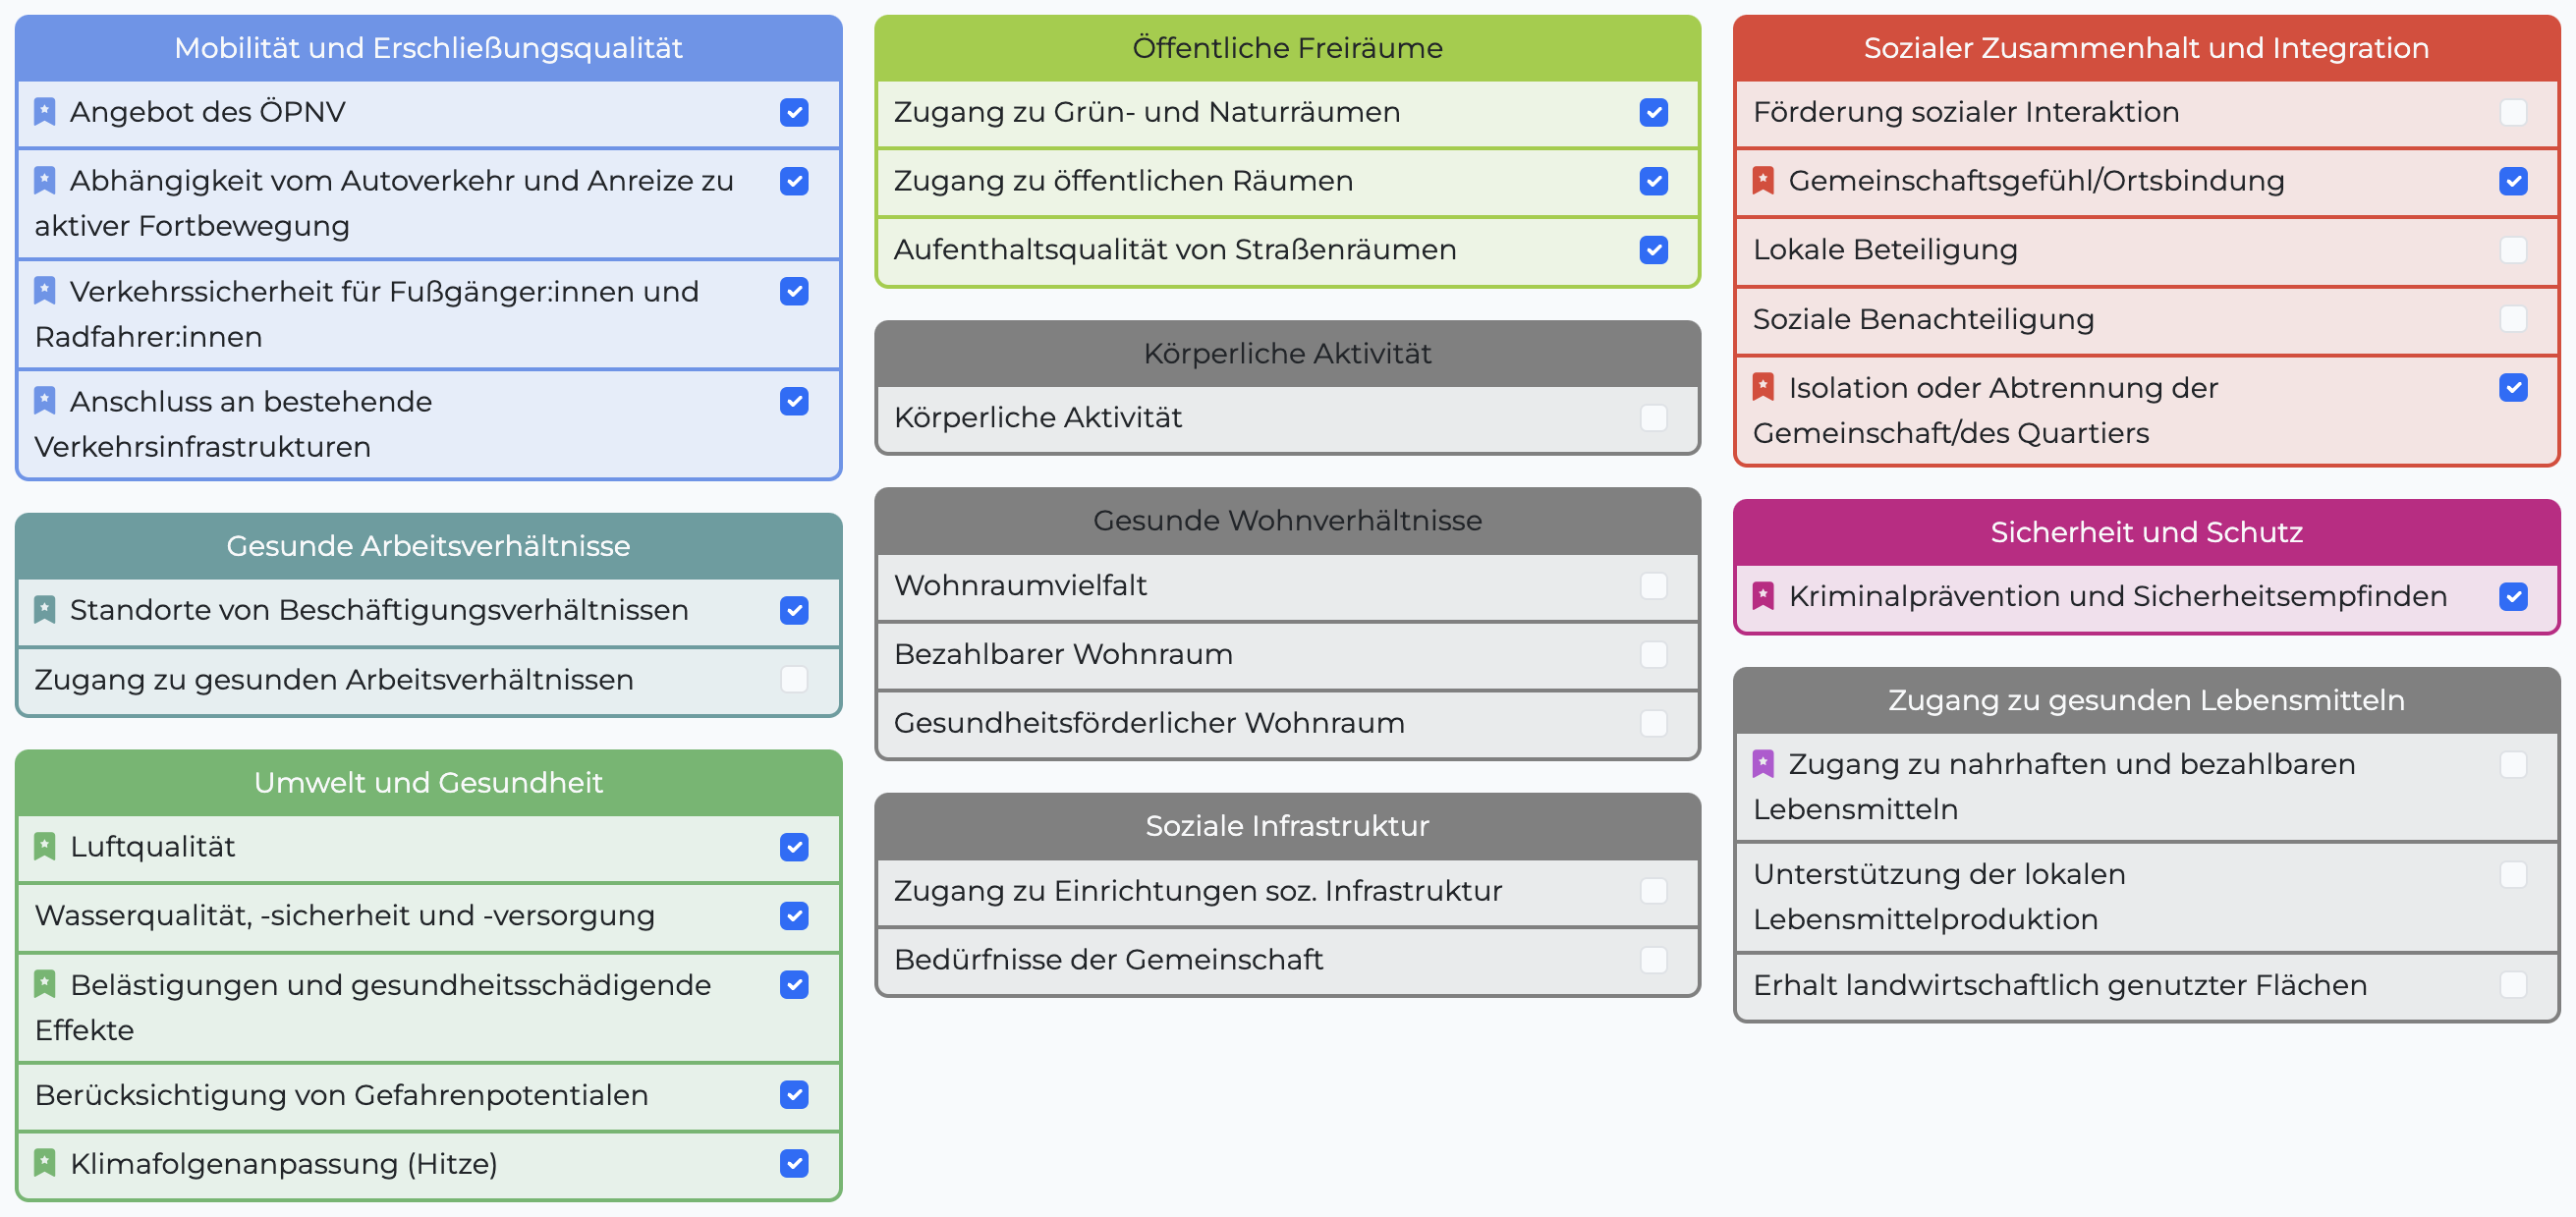 Mobilität und Erschließungsqualität
Angebot des ÖPNV
Abhängigkeit vom Autoverkehr und Anreize zu
aktiver Fortbewegung
Verkehrssicherheit für Fußgänger:innen und
Radfahrer:innen
Anschluss an bestehende
Verkehrsinfrastrukturen
Gesunde Arbeitsverhältnisse
Standorte von Beschäftigungsverhältnissen
Zugang zu gesunden Arbeitsverhältnissen
Umwelt und Gesundheit
Luftqualität
Wasserqualität, -sicherheit und -versorgung
Belästigungen und gesundheitsschädigende
Effekte
Berücksichtigung von Gefahrenpotentialen
Klimafolgenanpassung (Hitze)
Öffentliche Freiräume
Zugang zu Grün- und Naturräumen
Zugang zu öffentlichen Räumen
Aufenthaltsqualität von Straßenräumen
Körperliche Aktivität
Körperliche Aktivität
Gesunde Wohnverhältnisse
Wohnraumvielfalt
Bezahlbarer Wohnraum
Gesundheitsförderlicher Wohnraum
Soziale Infrastruktur
Zugang zu Einrichtungen soz. Infrastruktur
Bedürfnisse der Gemeinschaft
Sozialer Zusammenhalt und Integration
Förderung sozialer Interaktion
Gemeinschaftsgefühl/Ortsbindung
Lokale Beteiligung
Soziale Benachteiligung
Isolation oder Abtrennung der
Gemeinschaft/des Quartiers
Sicherheit und Schutz
Kriminalprävention und Sicherheitsempfinden
Zugang zu gesunden Lebensmitteln
Zugang zu nahrhaften und bezahlbaren
Lebensmitteln
Unterstützung der lokalen
Lebensmittelproduktion
Erhalt landwirtschaftlich genutzter Flächen